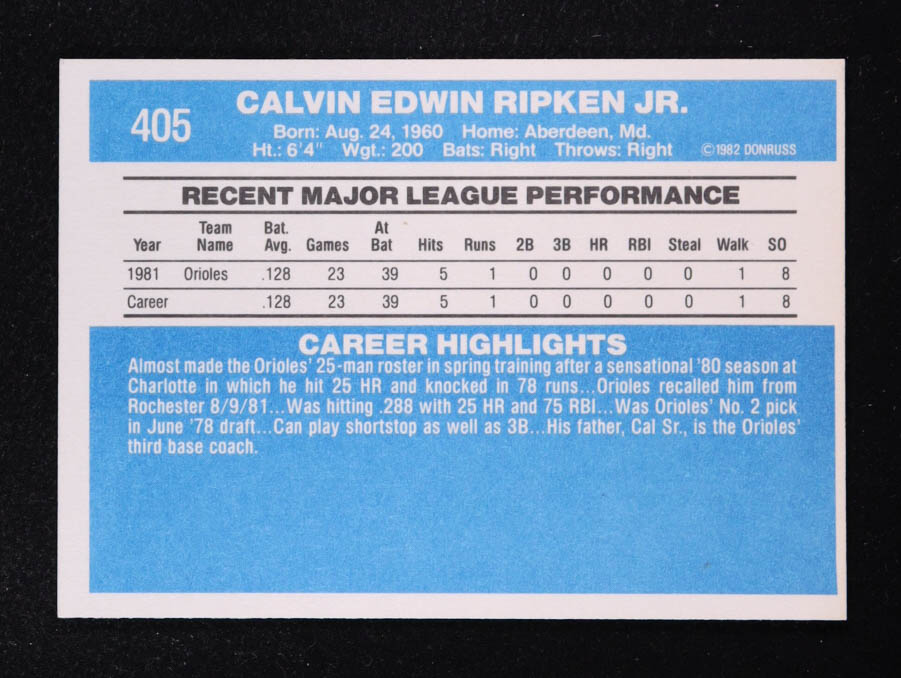 405
CALVIN EDWIN RIPKEN JR.
Born: Aug. 24, 1960 Home: Aberdeen, Md.
Ht.: 6'4" Wgt.: 200 Bats: Right Throws: Right
©1982 DONRUSS
RECENT MAJOR LEAGUE PERFORMANCE
Year Team Name Bat. Avg. Games At Bat Hits Runs 2B 3B HR RBI Steal Walk SO
1981 Orioles .128 23 39 5 1 0 0 0 0 0 1 8
Career .128 23 39 5 1 0 0 0 0 0 1 8
CAREER HIGHLIGHTS
Almost made the Orioles' 25-man roster in spring training after a sensational '80 season at
Charlotte in which he hit 25 HR and knocked in 78 runs...Orioles recalled him from
Rochester 8/9/81...Was hitting .288 with 25 HR and 75 RBI...Was Orioles' No. 2 pick
in June '78 draft...Can play shortstop as well as 3B...His father, Cal Sr., is the Orioles'
third base coach.